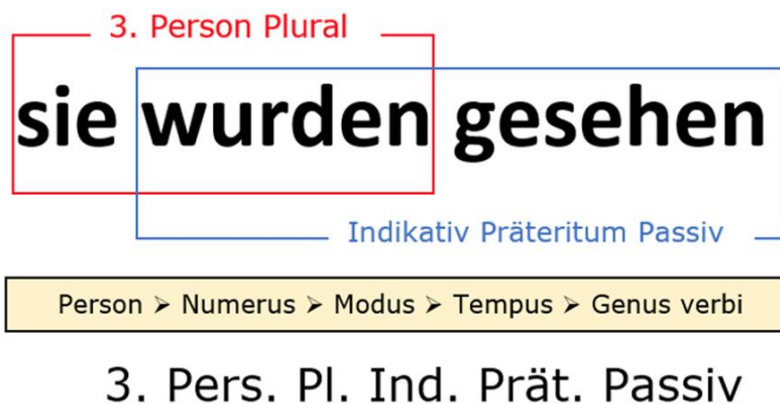 3. Person Plural
sie wurden gesehen
Indikativ Präteritum Passiv
Person ➤ Numerus ➤ Modus ➤ Tempus ➤ Genus verbi
3. Pers. Pl. Ind. Prät. Passiv